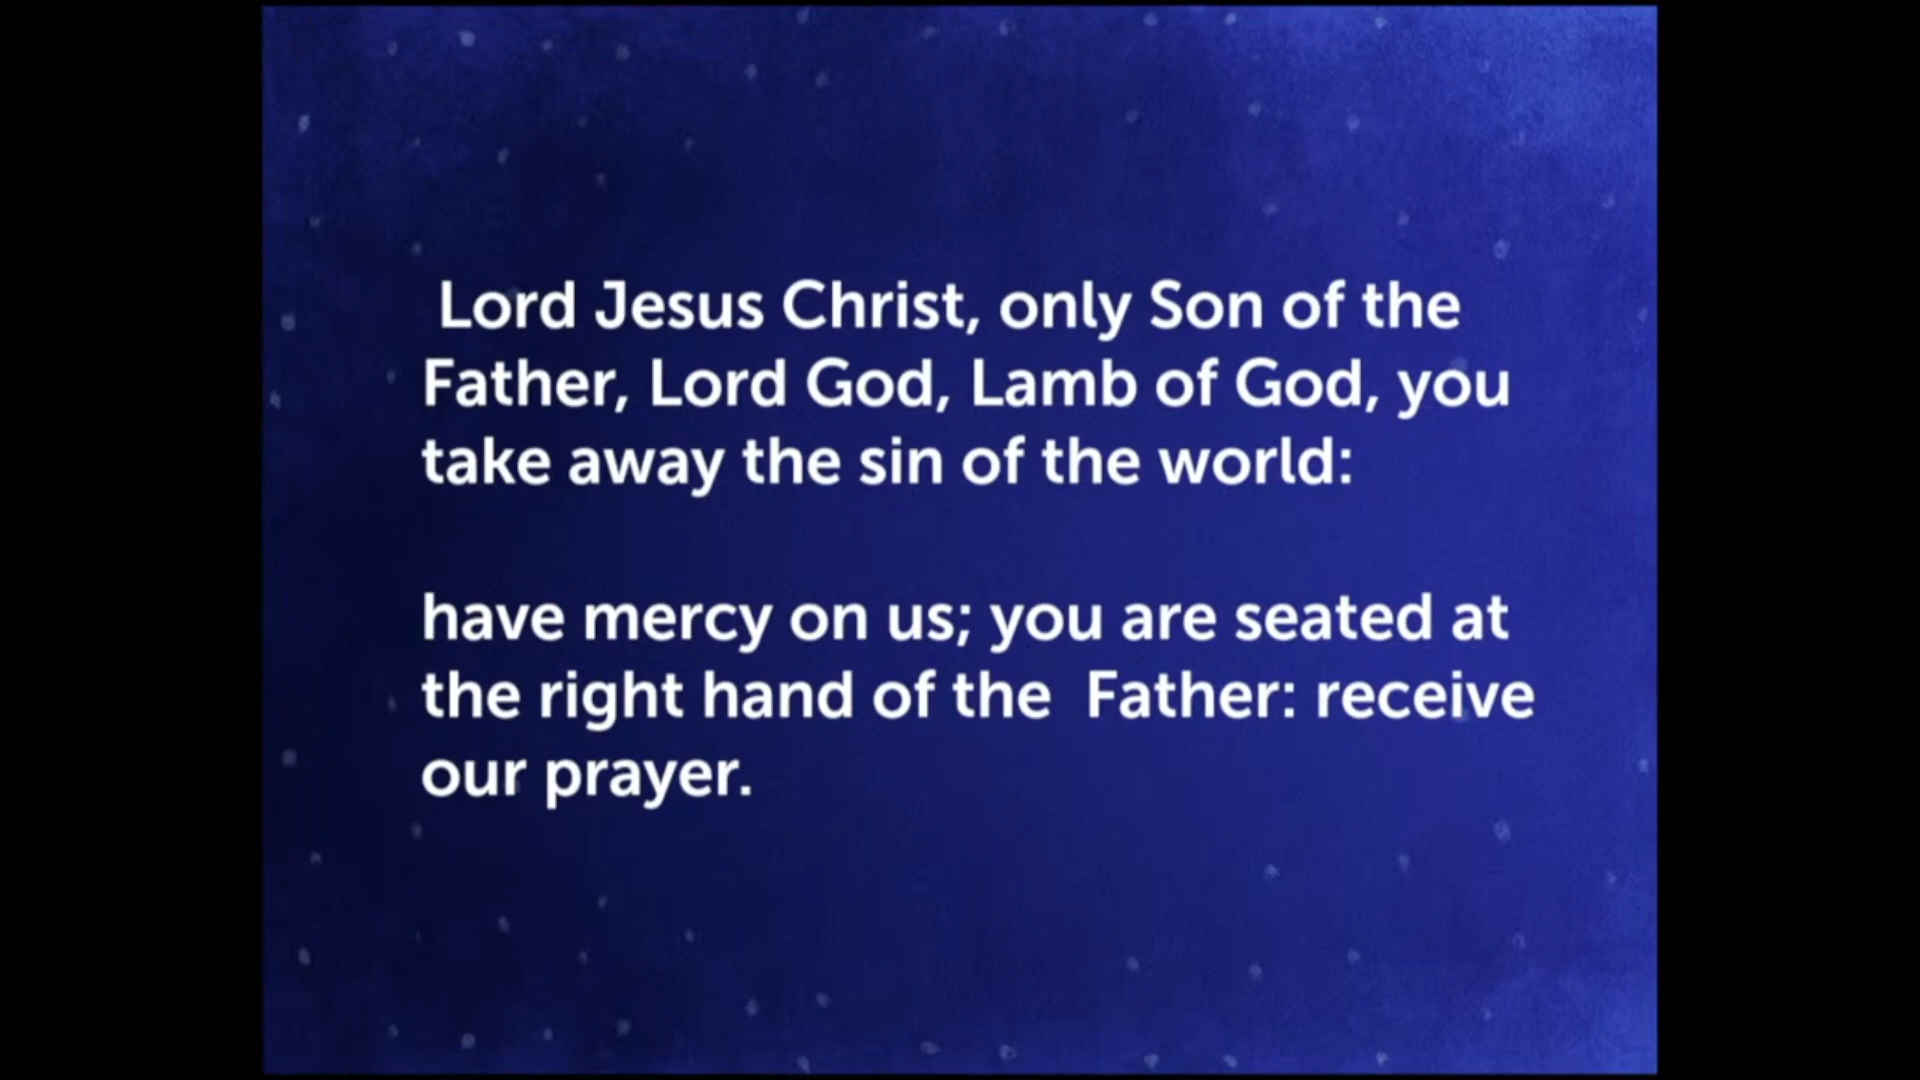 Lord Jesus Christ, only Son of the
Father, Lord God, Lamb of God, you
take away the sin of the world:
have mercy on us; you are seated at
the right hand of the  Father: receive
our prayer.